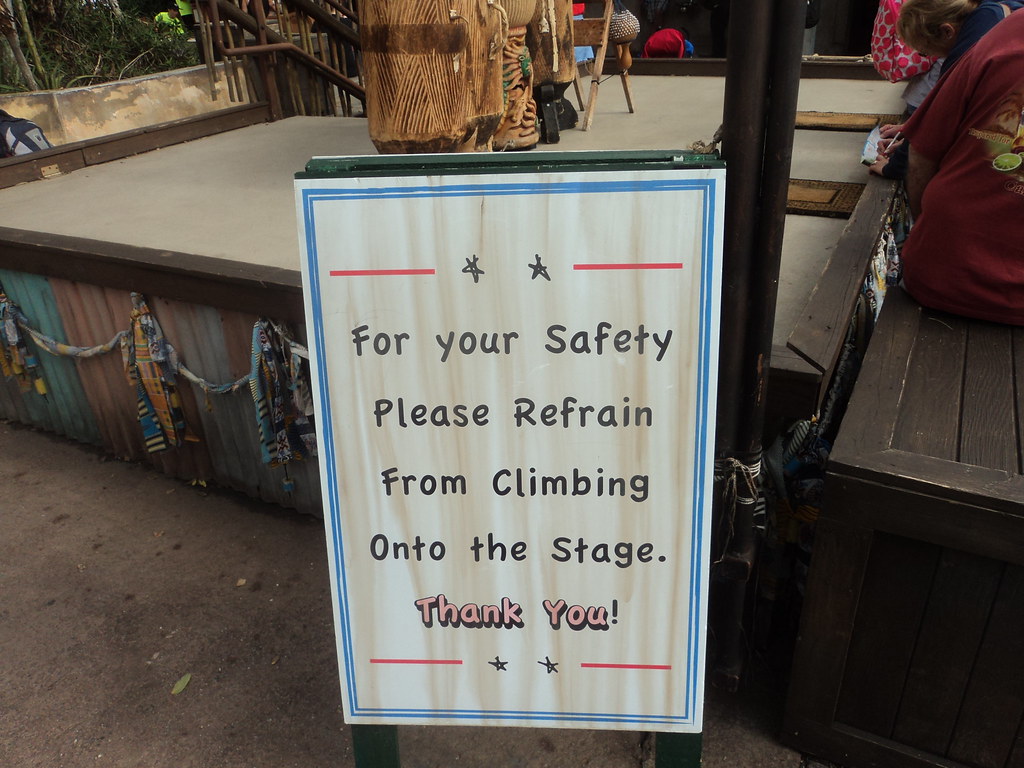 For your Safety
Please Refrain
From Climbing
Onto the Stage.
Thank You!